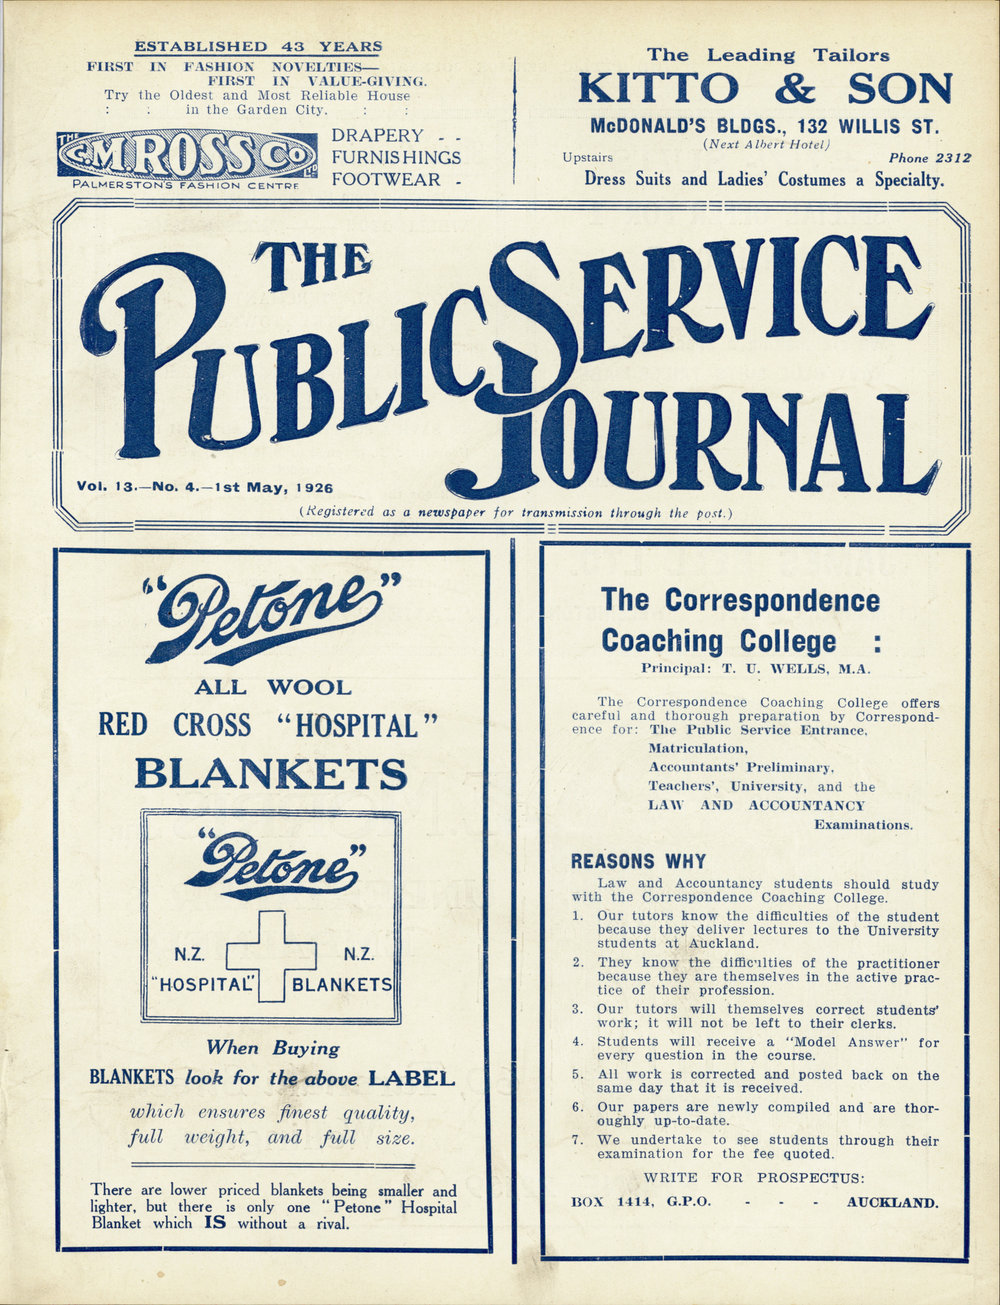 ESTABLISHED 43 YEARS
FIRST IN FASHION NOVELTIES—
FIRST IN VALUE-GIVING.
Try the Oldest and Most Reliable House
: : in the Garden City. : :
THE C.M. ROSS CO LTD
PALMERSTON'S FASHION CENTRE
DRAPERY - -
FURNISHINGS
FOOTWEAR -
The Leading Tailors
KITTO & SON
McDONALD'S BLDGS., 132 WILLIS ST.
(Next Albert Hotel)
Upstairs Phone 2312
Dress Suits and Ladies' Costumes a Specialty.
THE
PUBLIC SERVICE
JOURNAL
Vol. 13.—No. 4.—1st May, 1926
(Registered as a newspaper for transmission through the post.)
"Petone"
ALL WOOL
RED CROSS "HOSPITAL"
BLANKETS
"Petone"
N.Z. N.Z.
"HOSPITAL" BLANKETS
When Buying
BLANKETS look for the above LABEL
which ensures finest quality,
full weight, and full size.
There are lower priced blankets being smaller and
lighter, but there is only one "Petone" Hospital
Blanket which IS without a rival.
The Correspondence
Coaching College :
Principal: T. U. WELLS, M.A.
The Correspondence Coaching College offers
careful and thorough preparation by Correspond-
ence for: The Public Service Entrance,
Matriculation,
Accountants' Preliminary,
Teachers', University, and the
LAW AND ACCOUNTANCY
Examinations.
REASONS WHY
Law and Accountancy students should study
with the Correspondence Coaching College.
1. Our tutors know the difficulties of the student
because they deliver lectures to the University
students at Auckland.
2. They know the difficulties of the practitioner
because they are themselves in the active prac-
tice of their profession.
3. Our tutors will themselves correct students'
work; it will not be left to their clerks.
4. Students will receive a "Model Answer" for
every question in the course.
5. All work is corrected and posted back on the
same day that it is received.
6. Our papers are newly compiled and are thor-
oughly up-to-date.
7. We undertake to see students through their
examination for the fee quoted.
WRITE FOR PROSPECTUS:
BOX 1414, G.P.O. - - - AUCKLAND.